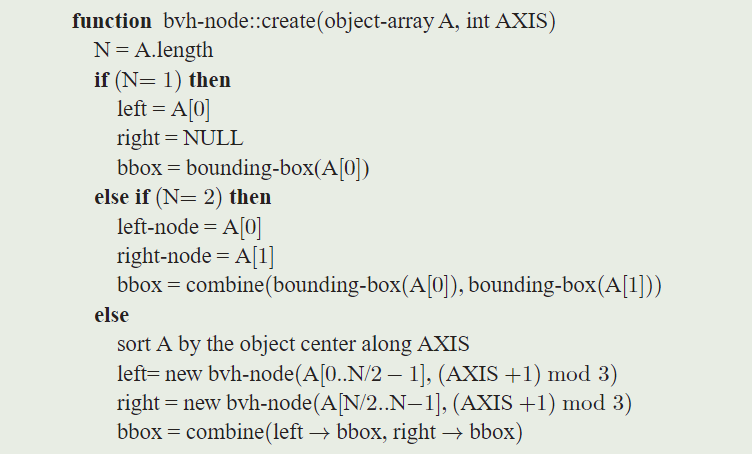 function bvh-node::create(object-array A, int AXIS)
N = A.length
if (N= 1) then
left = A[0]
right = NULL
bbox = bounding-box(A[0])
else if (N= 2) then
left-node = A[0]
right-node = A[1]
bbox = combine(bounding-box(A[0]), bounding-box(A[1]))
else
sort A by the object center along AXIS
left= new bvh-node(A[0..N/2 − 1], (AXIS +1) mod 3)
right = new bvh-node(A[N/2..N−1], (AXIS +1) mod 3)
bbox = combine(left → bbox, right → bbox)